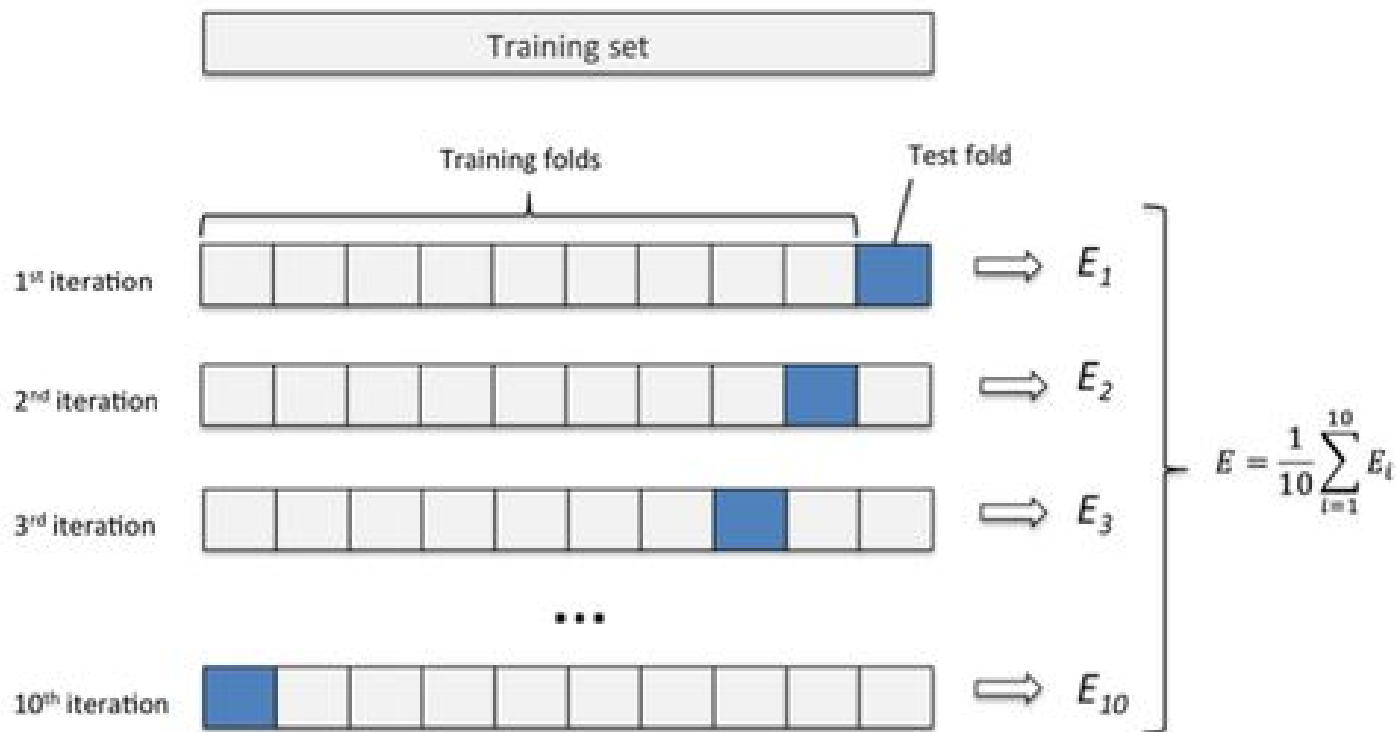 Training set
Training folds
Test fold
1st iteration
E1
2nd iteration
E2
3rd iteration
E3
E = 1/10 ∑_{i=1}^{10} Ei
...
10th iteration
E10